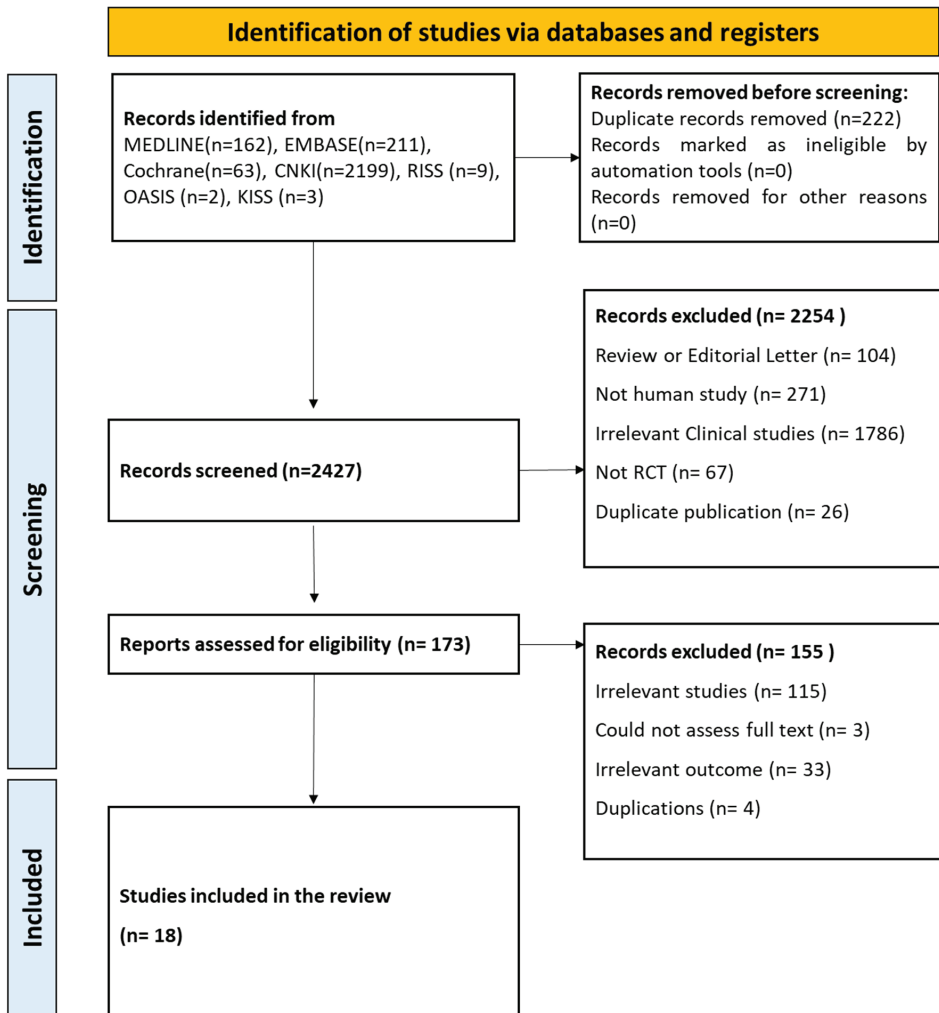 Identification of studies via databases and registers
Identification
Records identified from
MEDLINE(n=162), EMBASE(n=211),
Cochrane(n=63), CNKI(n=2199), RISS (n=9),
OASIS (n=2), KISS (n=3)
Records removed before screening:
Duplicate records removed (n=222)
Records marked as ineligible by
automation tools (n=0)
Records removed for other reasons
(n=0)
Screening
Records screened (n=2427)
Records excluded (n= 2254 )
Review or Editorial Letter (n= 104)
Not human study (n= 271)
Irrelevant Clinical studies (n= 1786)
Not RCT (n= 67)
Duplicate publication (n= 26)
Reports assessed for eligibility (n= 173)
Records excluded (n= 155 )
Irrelevant studies (n= 115)
Could not assess full text (n= 3)
Irrelevant outcome (n= 33)
Duplications (n= 4)
Included
Studies included in the review
(n= 18)